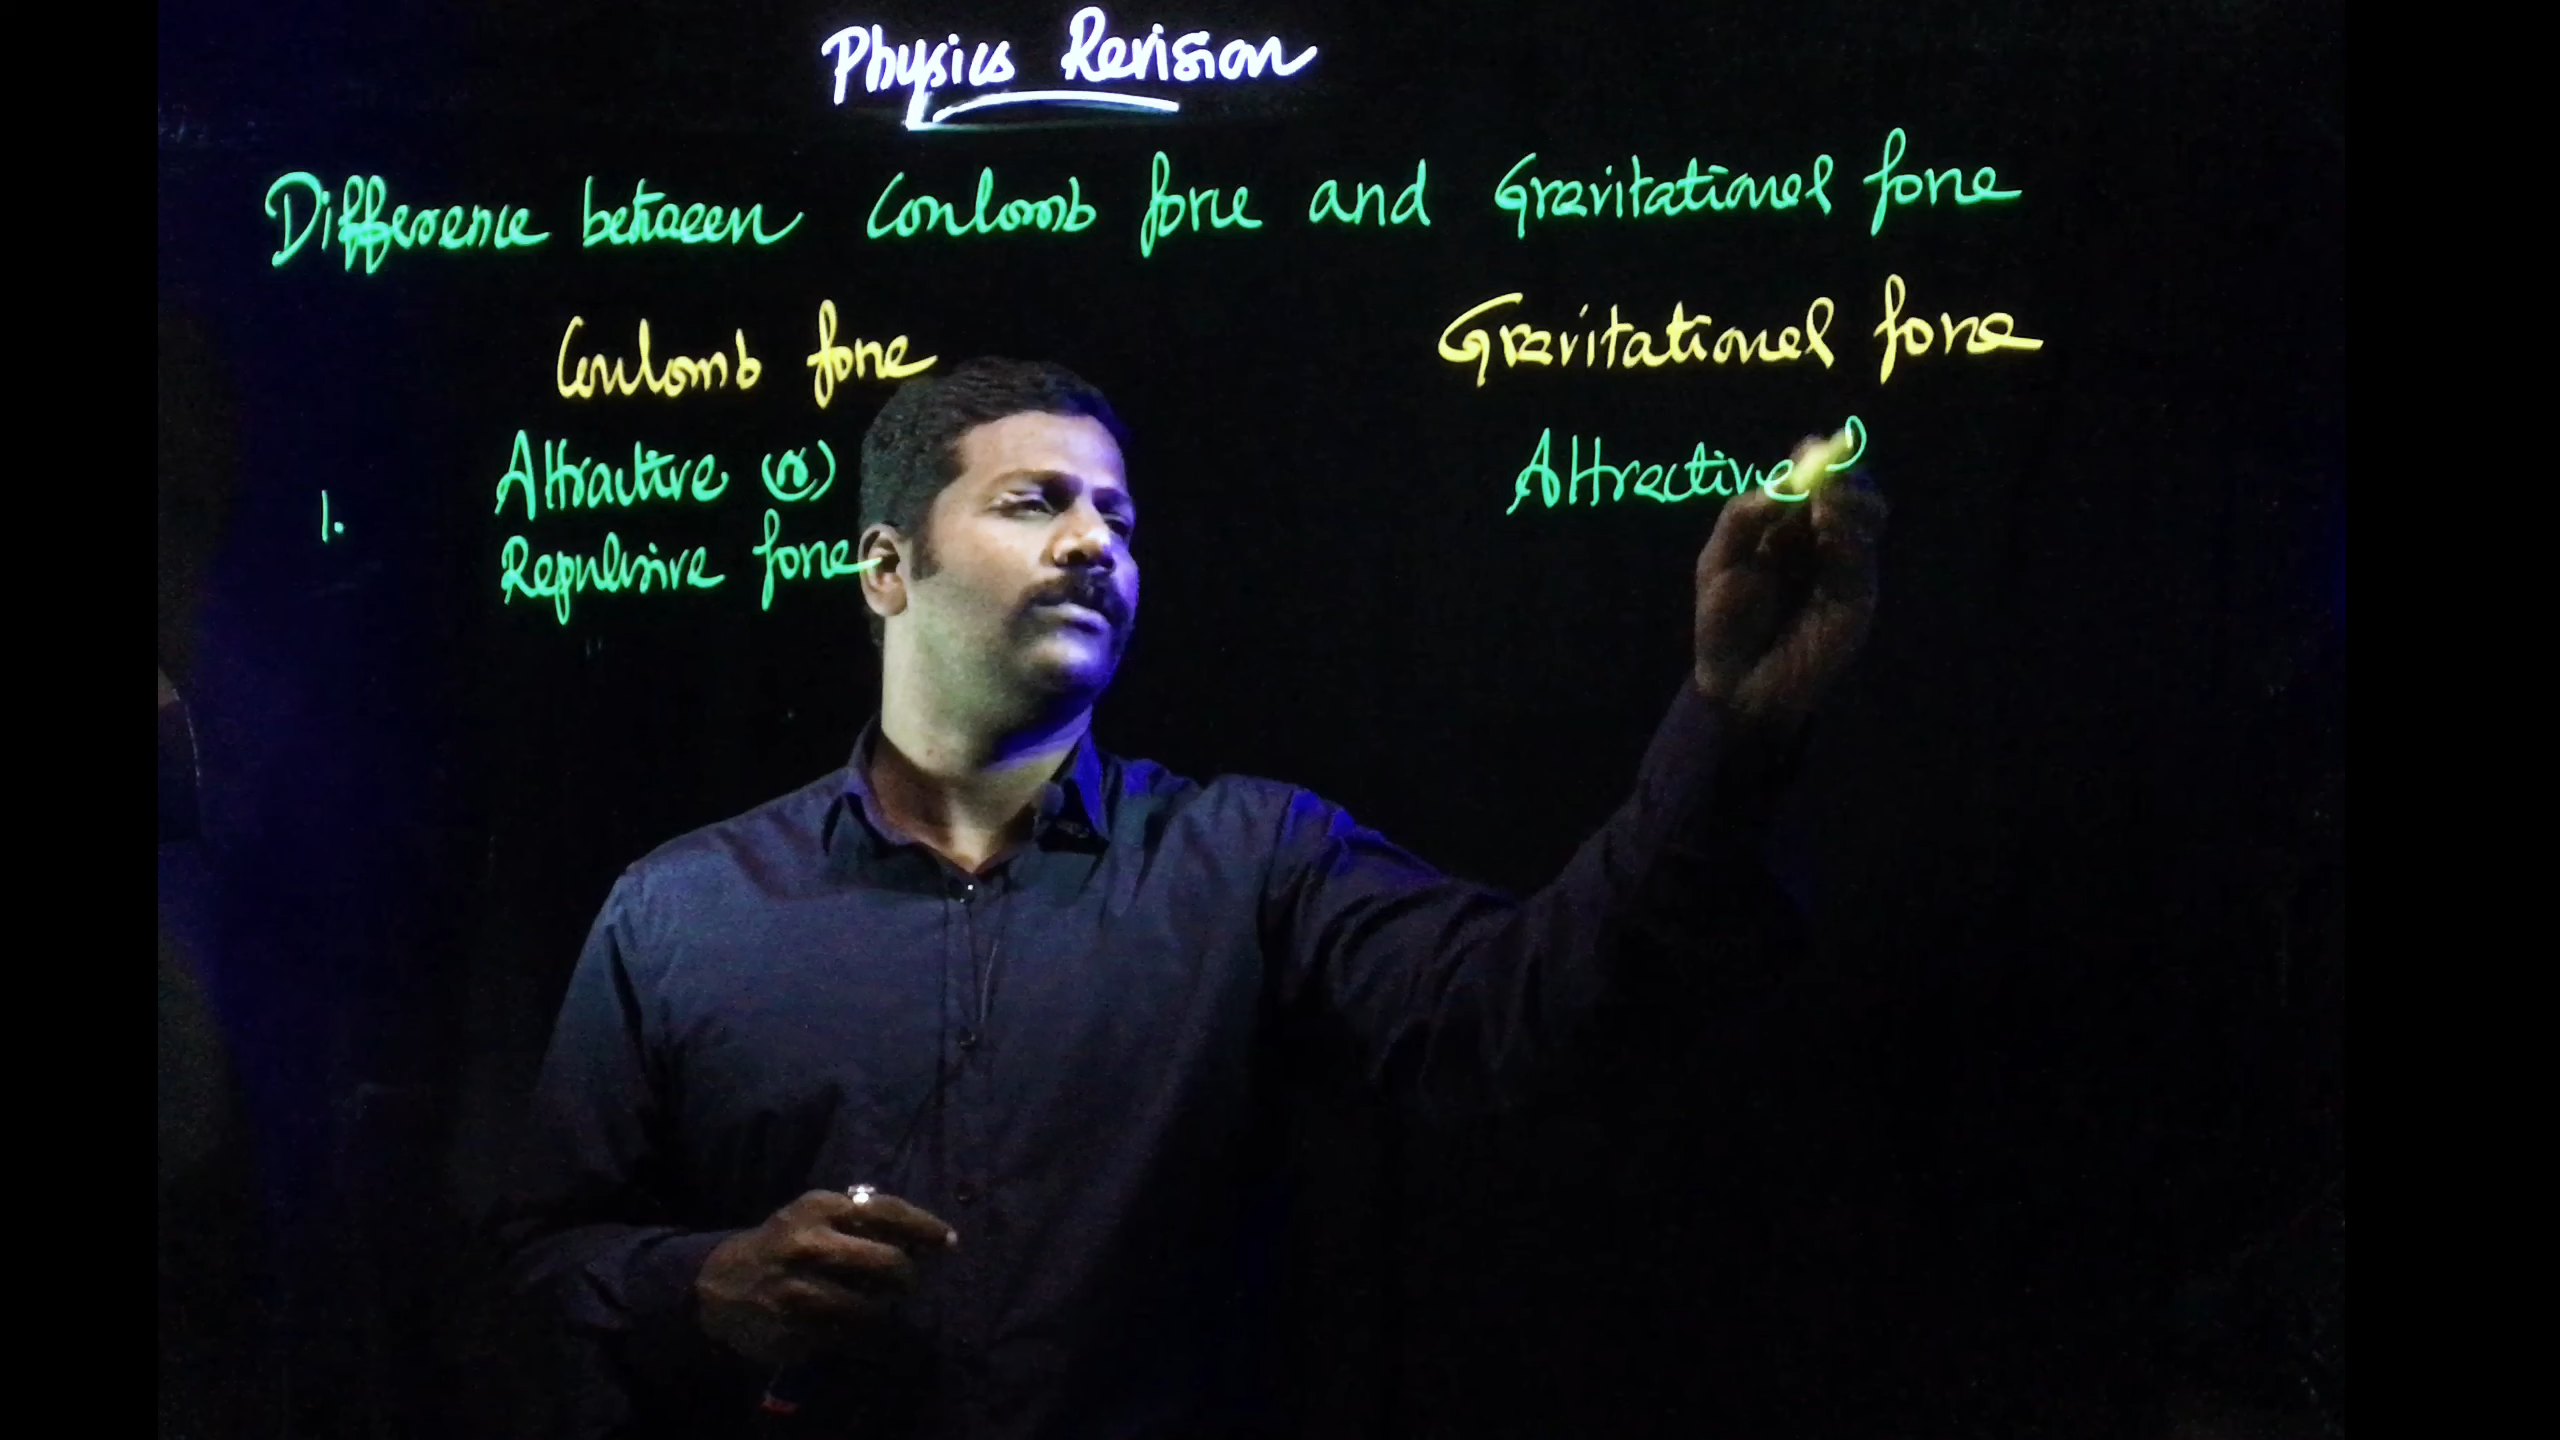 Physics Revision
Difference between Coulomb force and Gravitational force
Coulomb force
Gravitational force
1.
Attractive (or)
Repulsive force
Attractive